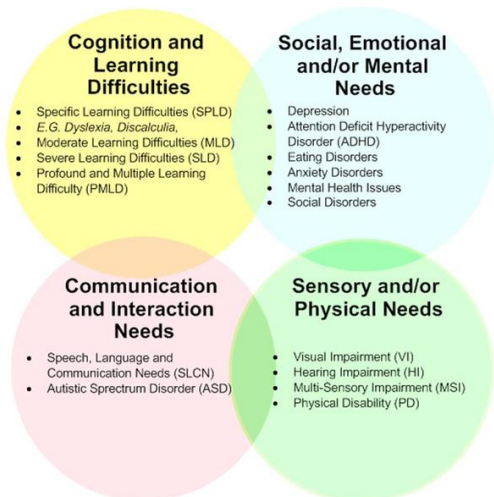 Cognition and
Learning
Difficulties
• Specific Learning Difficulties (SPLD)
• E.G. Dyslexia, Discalculia,
• Moderate Learning Difficulties (MLD)
• Severe Learning Difficulties (SLD)
• Profound and Multiple Learning
Difficulty (PMLD)
Social, Emotional
and/or Mental
Needs
• Depression
• Attention Deficit Hyperactivity
Disorder (ADHD)
• Eating Disorders
• Anxiety Disorders
• Mental Health Issues
• Social Disorders
Communication
and Interaction
Needs
• Speech, Language and
Communication Needs (SLCN)
• Autistic Spectrum Disorder (ASD)
Sensory and/or
Physical Needs
• Visual Impairment (VI)
• Hearing Impairment (HI)
• Multi-Sensory Impairment (MSI)
• Physical Disability (PD)